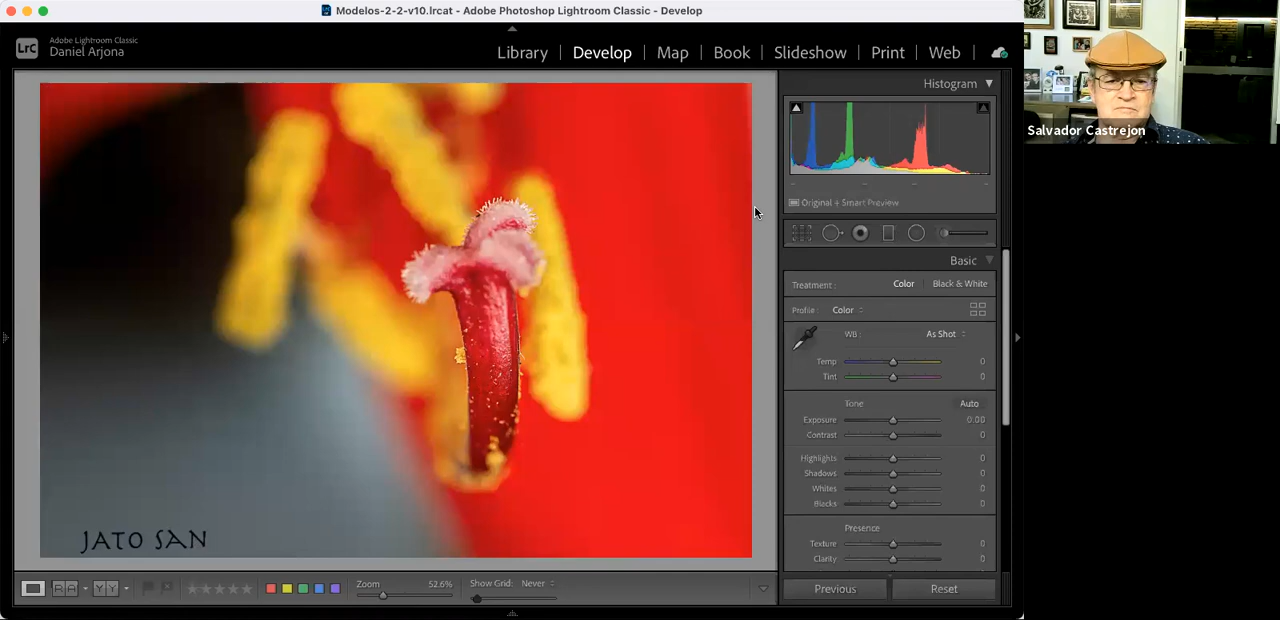 Modelos-2-2-v10.lrcat - Adobe Photoshop Lightroom Classic - Develop
LrC
Adobe Lightroom Classic
Daniel Arjona
Library | Develop | Map | Book | Slideshow | Print | Web |
Histogram
Original + Smart Preview
Basic
Treatment : Color | Black & White
Profile : Color
WB : As Shot
Temp 0
Tint 0
Tone Auto
Exposure 0.00
Contrast 0
Highlights 0
Shadows 0
Whites 0
Blacks 0
Presence
Texture 0
Clarity 0
Previous Reset
JATO SAN
RA YY Zoom 52.6% Show Grid: Never
Salvador Castrejon